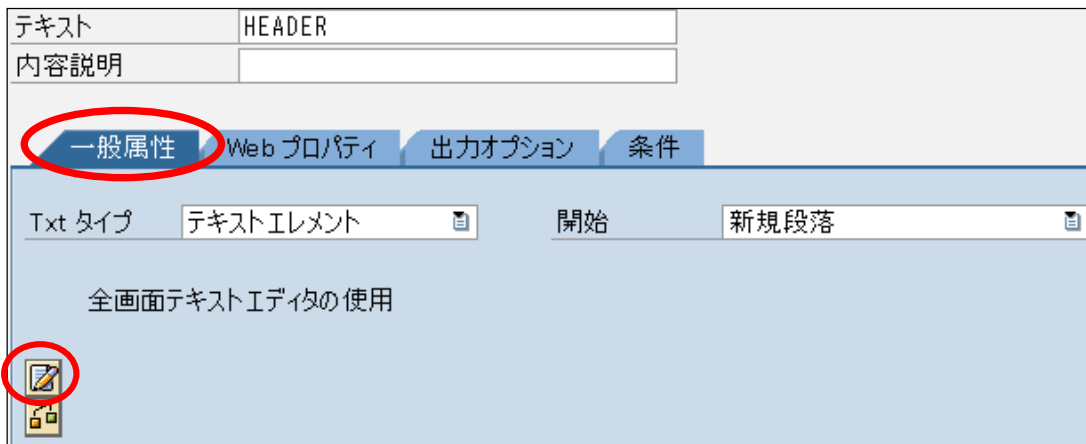 テキスト HEADER
内容説明
一般属性 Web プロパティ 出力オプション 条件
Txt タイプ テキストエレメント 開始 新規段落
全画面テキストエディタの使用